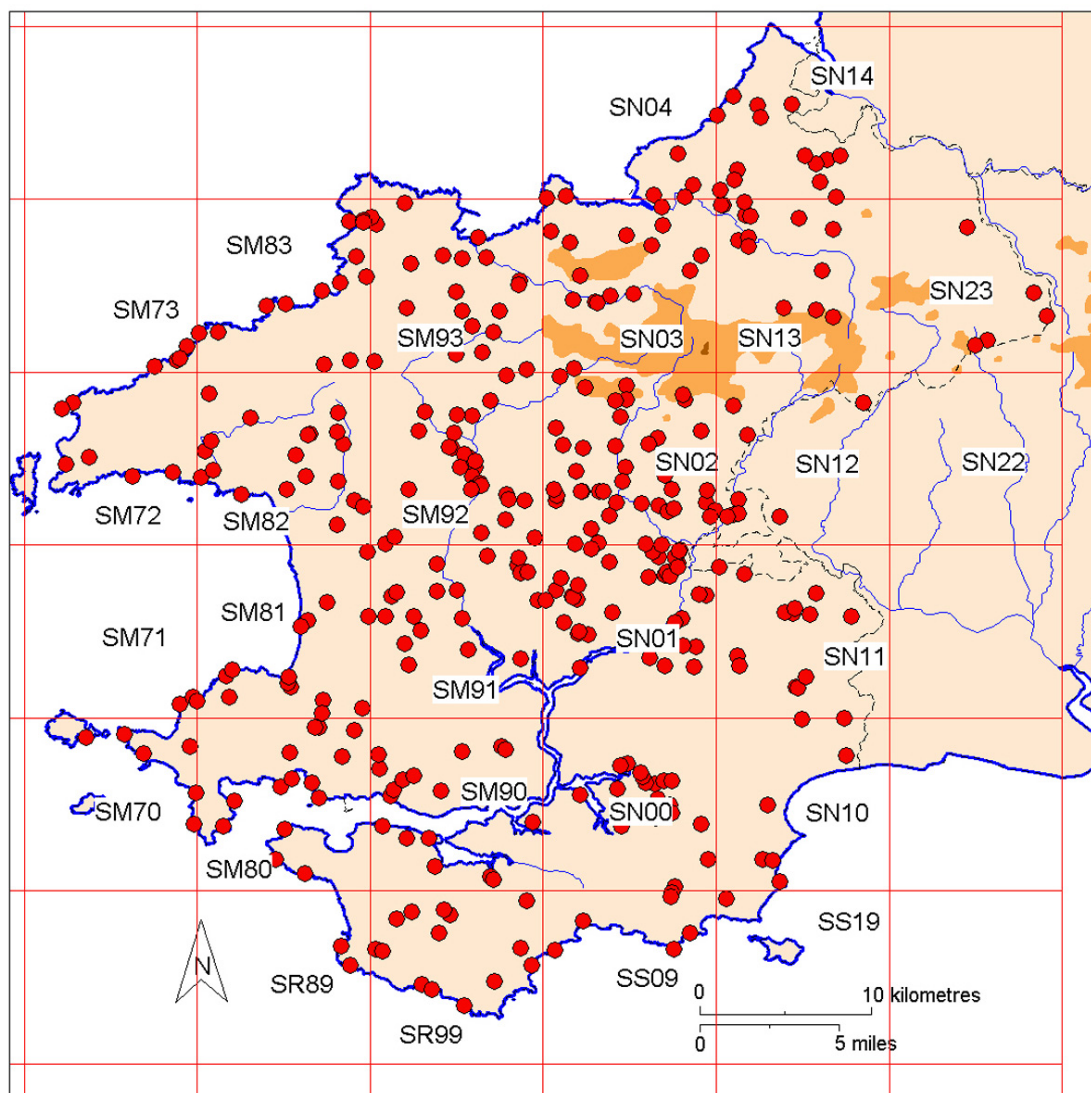 SN14
SN04
SM83
SN23
SM73
SM93
SN03
SN13
SN02
SN12
SN22
SM72
SM82
SM92
SM81
SM71
SN01
SN11
SM91
SM90
SN00
SM70
SN10
SM80
SS19
N
SR89
SS09
0
10 kilometres
SR99
0
5 miles